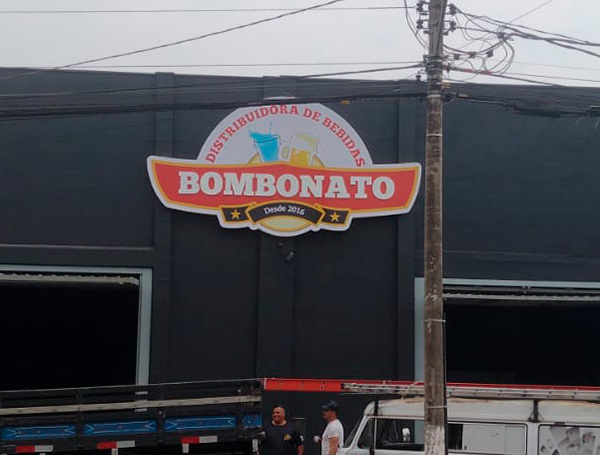 DISTRIBUIDORA DE BEBIDAS
BOMBONATO
Desde 2016